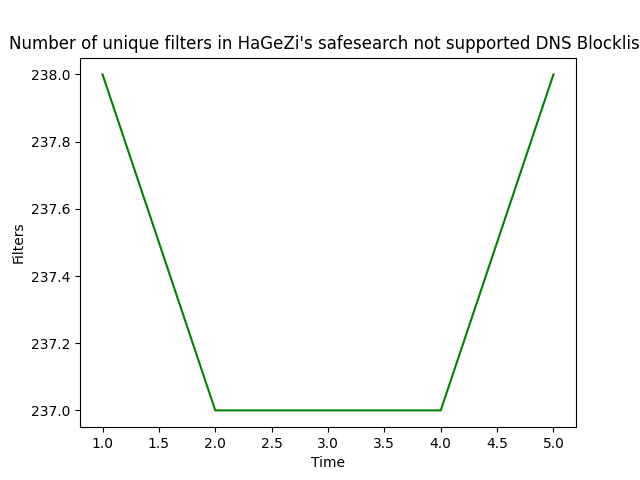 Number of unique filters in HaGeZi's safesearch not supported DNS Blocklis
238.0
237.8
237.6
237.4
237.2
237.0
Filters
1.0 1.5 2.0 2.5 3.0 3.5 4.0 4.5 5.0
Time